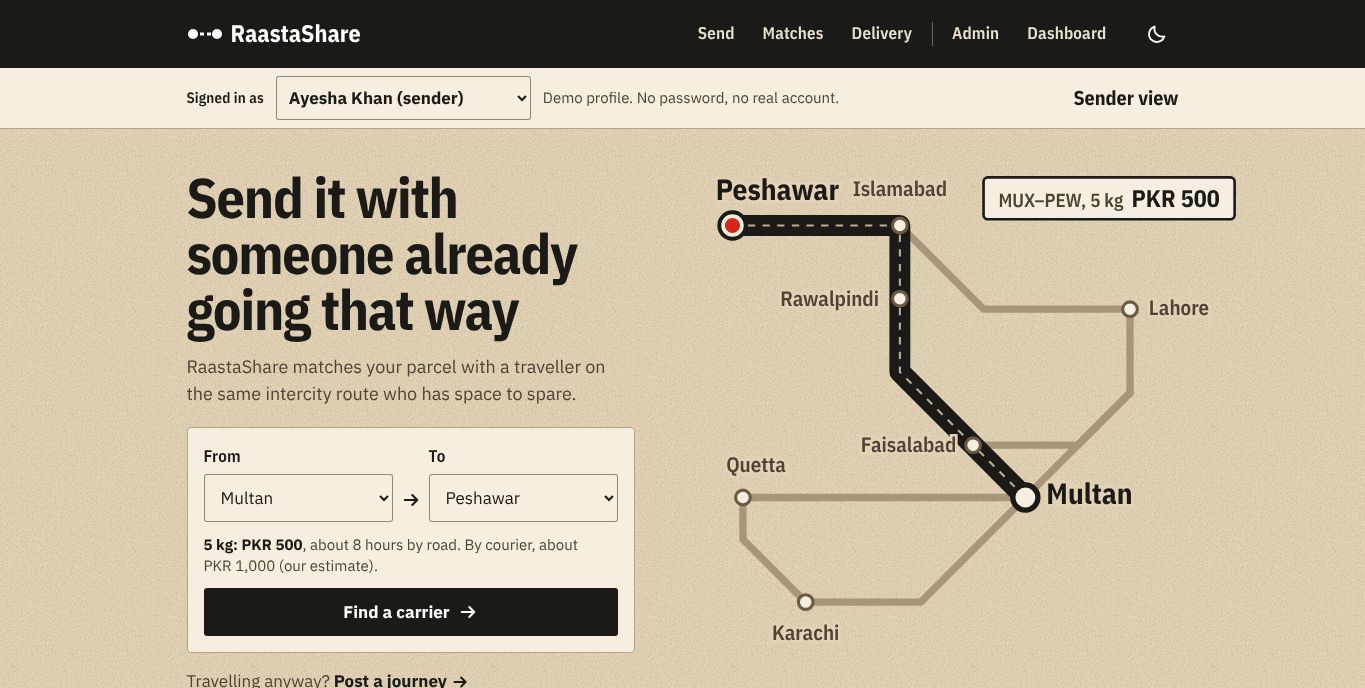 RaastaShare
Send Matches Delivery Admin Dashboard
Signed in as Ayesha Khan (sender) Demo profile. No password, no real account. Sender view
Send it with
someone already
going that way
RaastaShare matches your parcel with a traveller on
the same intercity route who has space to spare.
From To
Multan → Peshawar
5 kg: PKR 500, about 8 hours by road. By courier, about
PKR 1,000 (our estimate).
Find a carrier →
Travelling anyway? Post a journey →
Peshawar Islamabad
MUX–PEW, 5 kg PKR 500
Rawalpindi
Lahore
Faisalabad
Quetta
Multan
Karachi